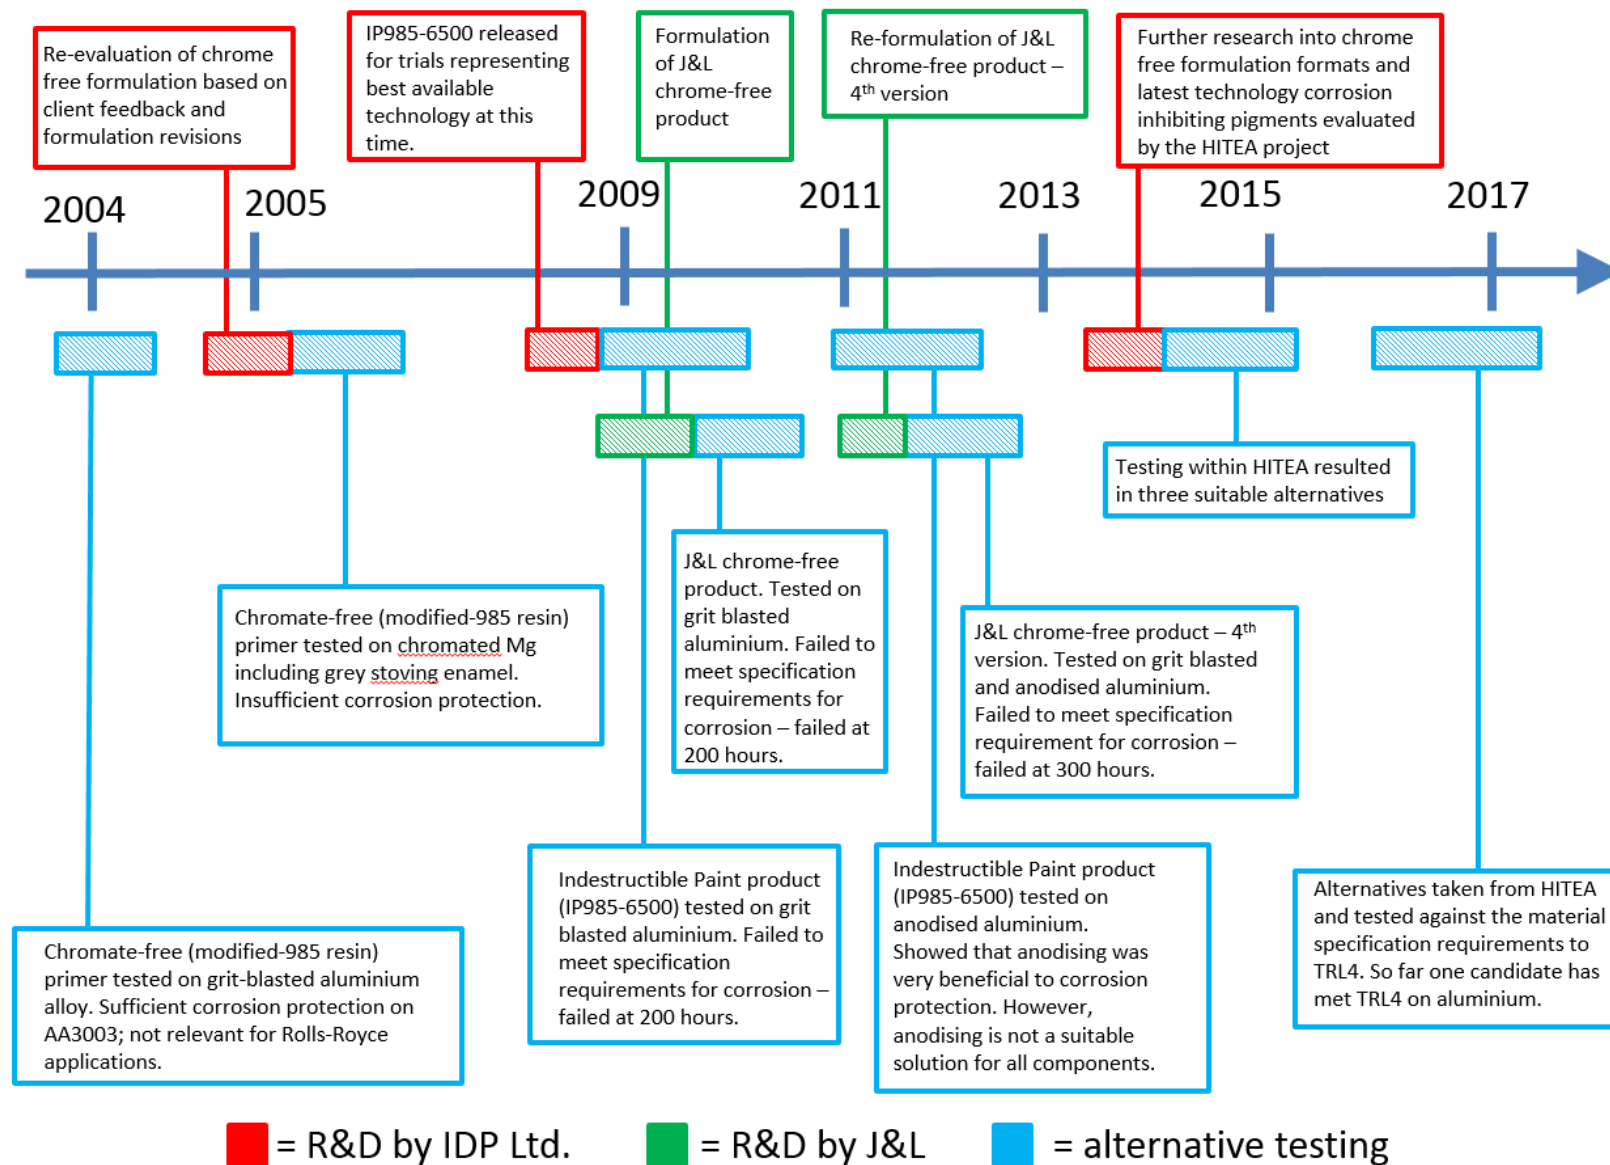 Re-evaluation of chrome
free formulation based on
client feedback and
formulation revisions
IP985-6500 released
for trials representing
best available
technology at this
time.
Formulation
of J&L
chrome-free
product
Re-formulation of J&L
chrome-free product –
4th version
Further research into chrome
free formulation formats and
latest technology corrosion
inhibiting pigments evaluated
by the HITEA project
2004
2005
2009
2011
2013
2015
2017
Testing within HITEA resulted
in three suitable alternatives
J&L chrome-free
product. Tested on
grit blasted
aluminium. Failed to
meet specification
requirements for
corrosion – failed at
200 hours.
Chromate-free (modified-985 resin)
primer tested on chromated Mg
including grey stoving enamel.
Insufficient corrosion protection.
J&L chrome-free product – 4th
version. Tested on grit blasted
and anodised aluminium.
Failed to meet specification
requirement for corrosion –
failed at 300 hours.
Chromate-free (modified-985 resin)
primer tested on grit-blasted aluminium
alloy. Sufficient corrosion protection on
AA3003; not relevant for Rolls-Royce
applications.
Indestructible Paint product
(IP985-6500) tested on grit
blasted aluminium. Failed to
meet specification
requirements for corrosion –
failed at 200 hours.
Indestructible Paint product
(IP985-6500) tested on
anodised aluminium.
Showed that anodising was
very beneficial to corrosion
protection. However,
anodising is not a suitable
solution for all components.
Alternatives taken from HITEA
and tested against the material
specification requirements to
TRL4. So far one candidate has
met TRL4 on aluminium.
= R&D by IDP Ltd.
= R&D by J&L
= alternative testing